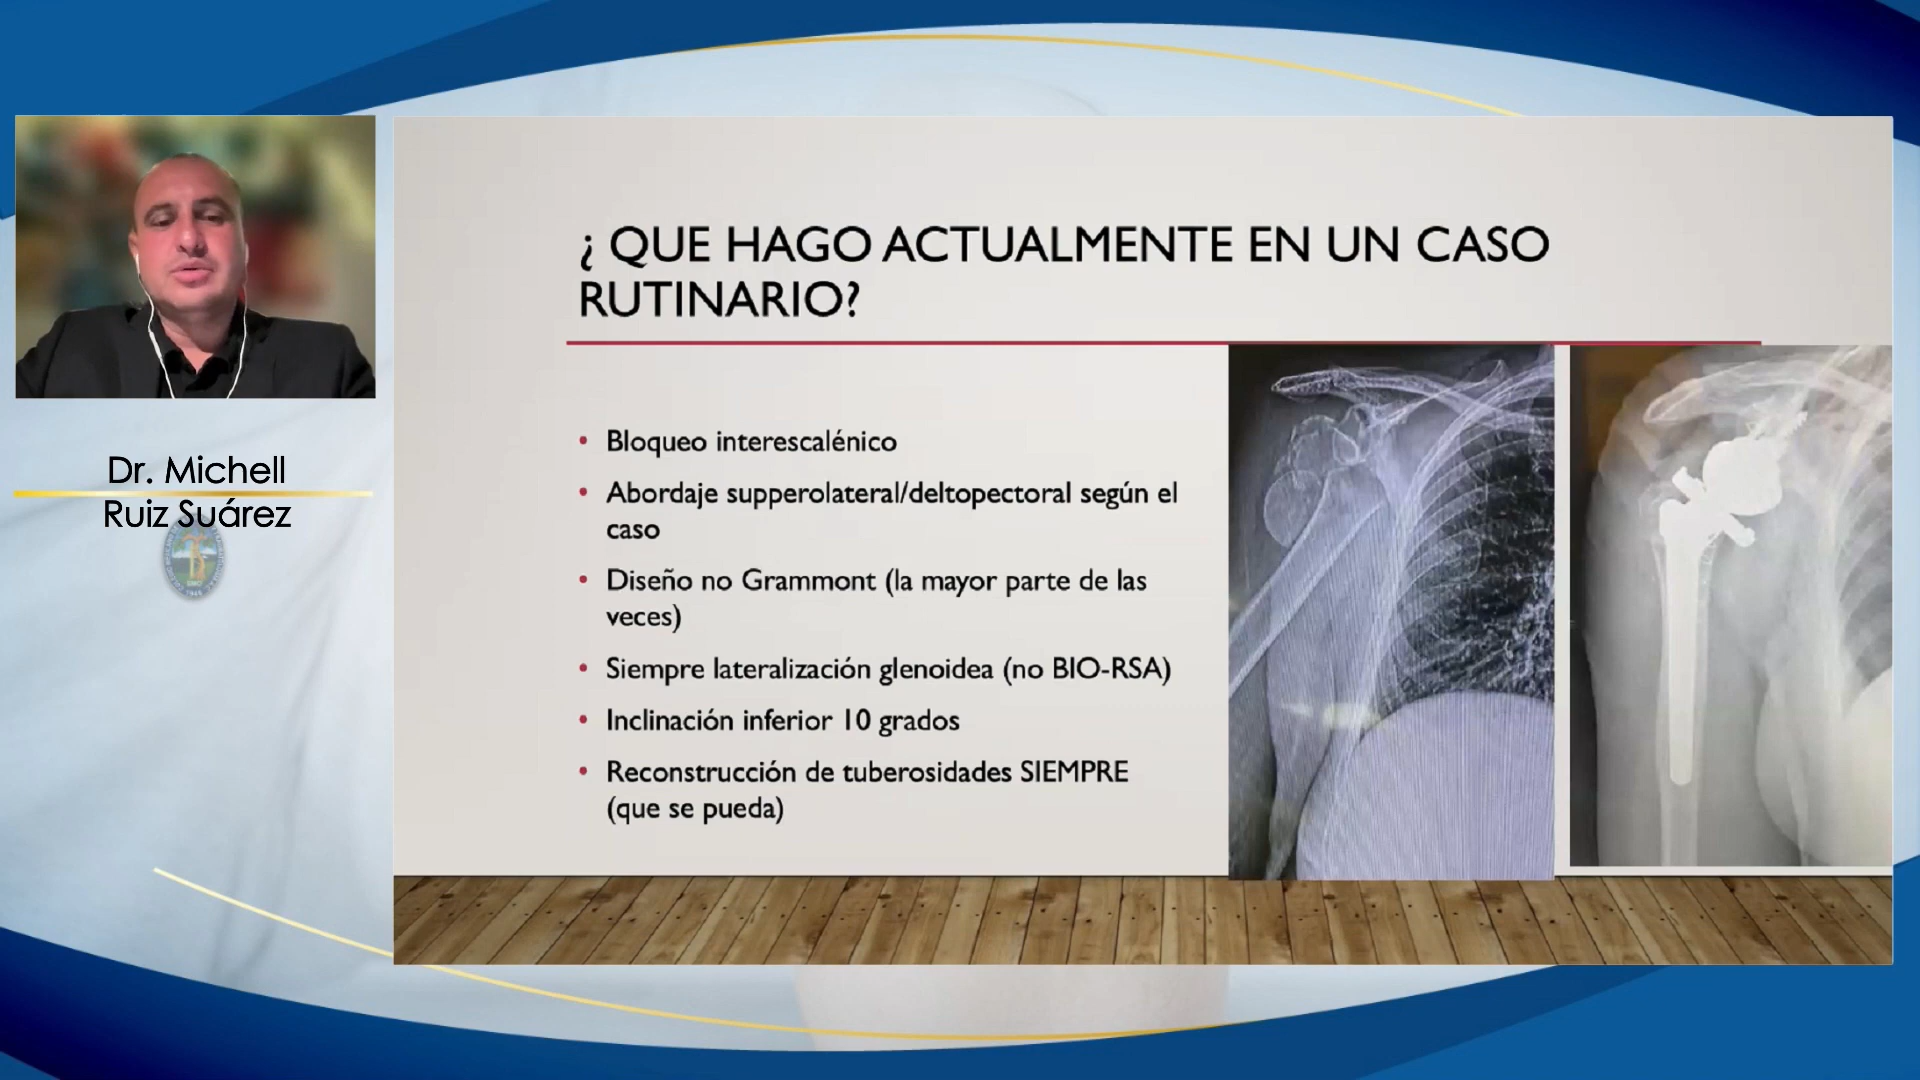 Dr. Michell
Ruiz Suárez
¿ QUE HAGO ACTUALMENTE EN UN CASO
RUTINARIO?
• Bloqueo interescalénico
• Abordaje supperolateral/deltopectoral según el
caso
• Diseño no Grammont (la mayor parte de las
veces)
• Siempre lateralización glenoidea (no BIO-RSA)
• Inclinación inferior 10 grados
• Reconstrucción de tuberosidades SIEMPRE
(que se pueda)